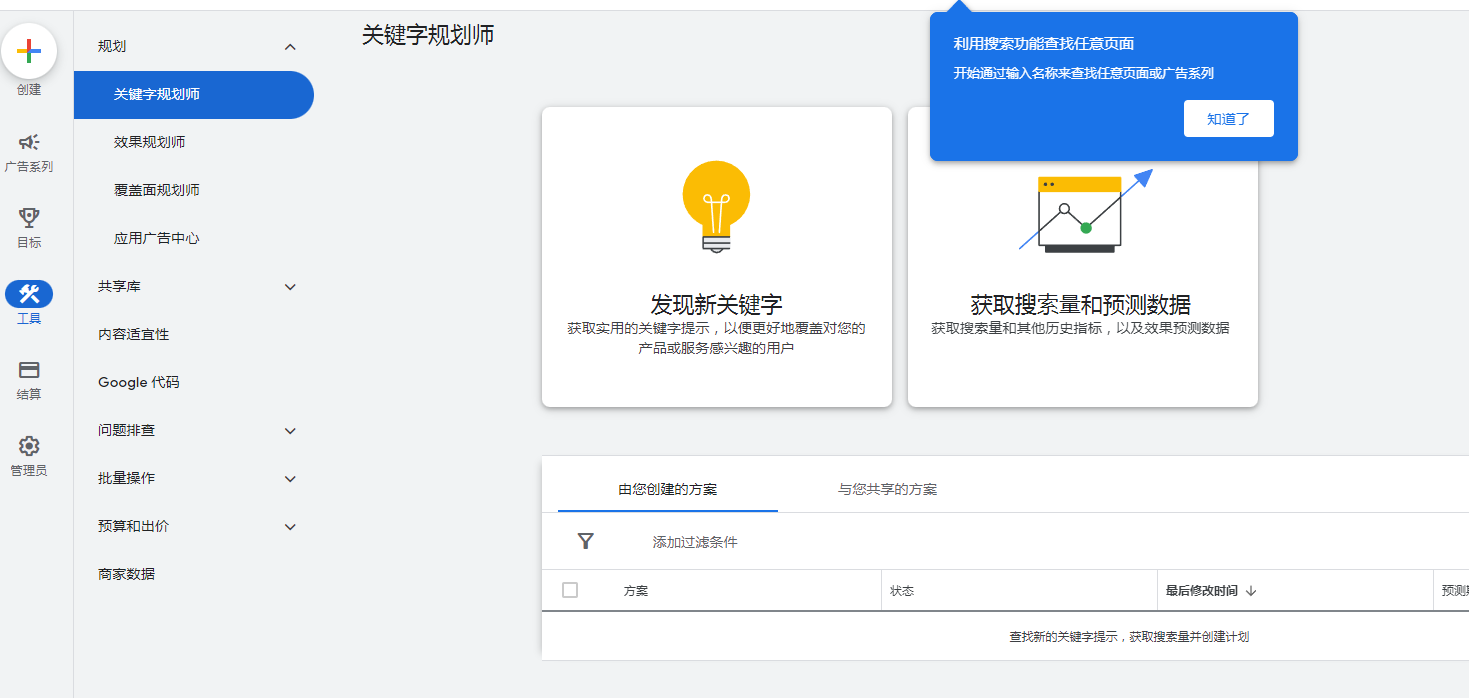 创建
广告系列
目标
工具
结算
管理员
规划
关键字规划师
效果规划师
覆盖面规划师
应用广告中心
共享库
内容适宜性
Google 代码
问题排查
批量操作
预算和出价
商家数据
关键字规划师
利用搜索功能查找任意页面
开始通过输入名称来查找任意页面或广告系列
知道了
发现新关键字
获取实用的关键字提示，以便更好地覆盖对您的
产品或服务感兴趣的用户
获取搜索量和预测数据
获取搜索量和其他历史指标，以及效果预测数据
由您创建的方案
与您共享的方案
添加过滤条件
方案
状态
最后修改时间
预测
查找新的关键字提示，获取搜索量并创建计划